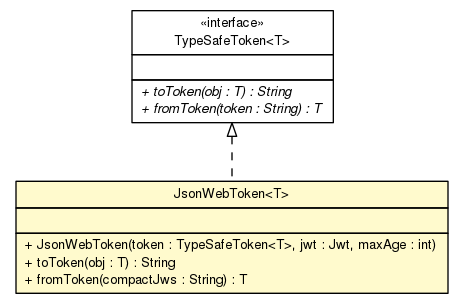 «interface»
TypeSafeToken<T>
+ toToken(obj : T) : String
+ fromToken(token : String) : T
JsonWebToken<T>
+ JsonWebToken(token : TypeSafeToken<T>, jwt : Jwt, maxAge : int)
+ toToken(obj : T) : String
+ fromToken(compactJws : String) : T